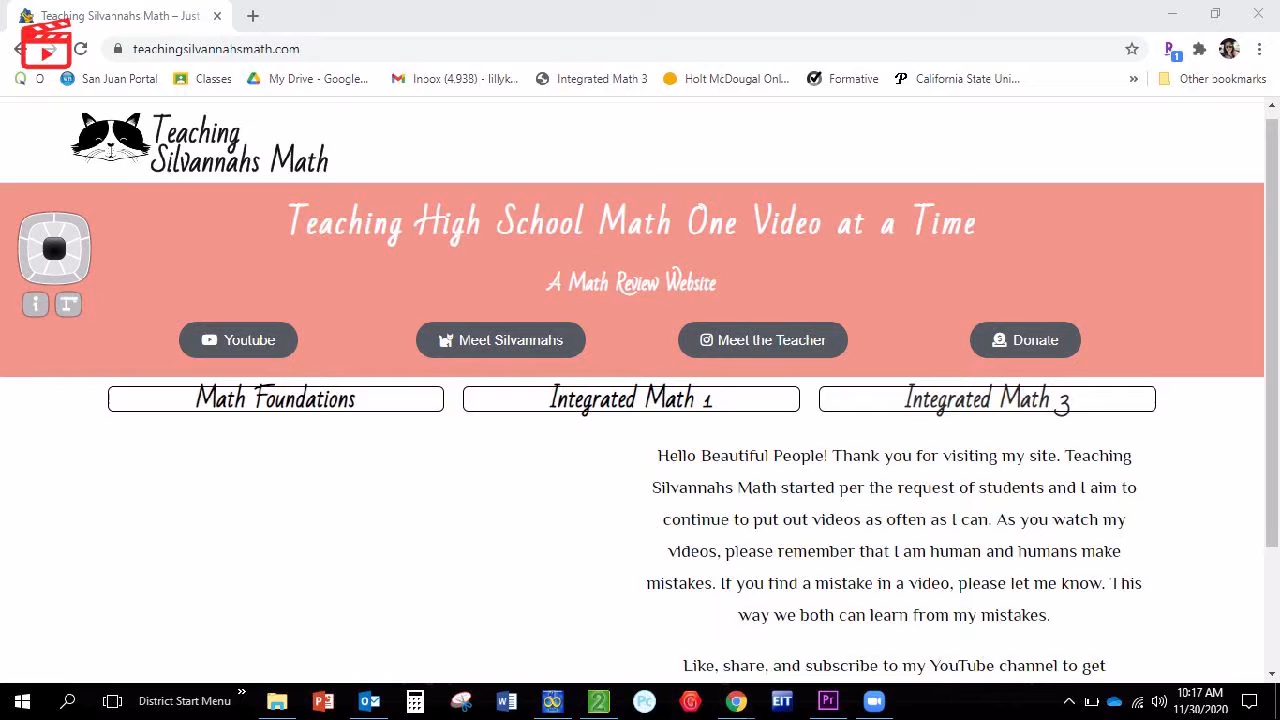 Teaching Silvannahs Math – Just
teachingsilvannahsmath.com
San Juan Portal
Classes
My Drive - Google...
Inbox (4,938) - lillyk...
Integrated Math 3
Holt McDougal Onl...
Formative
California State Uni...
»
Other bookmarks
Teaching
Silvannahs Math
Teaching High School Math One Video at a Time
A Math Review Website
Youtube
Meet Silvannahs
Meet the Teacher
Donate
Math Foundations
Integrated Math 1
Integrated Math 3
Hello Beautiful People! Thank you for visiting my site. Teaching
Silvannahs Math started per the request of students and I aim to
continue to put out videos as often as I can. As you watch my
videos, please remember that I am human and humans make
mistakes. If you find a mistake in a video, please let me know. This
way we both can learn from my mistakes.
Like, share, and subscribe to my YouTube channel to get
District Start Menu
»
EIT
Pr
10:17 AM
11/30/2020